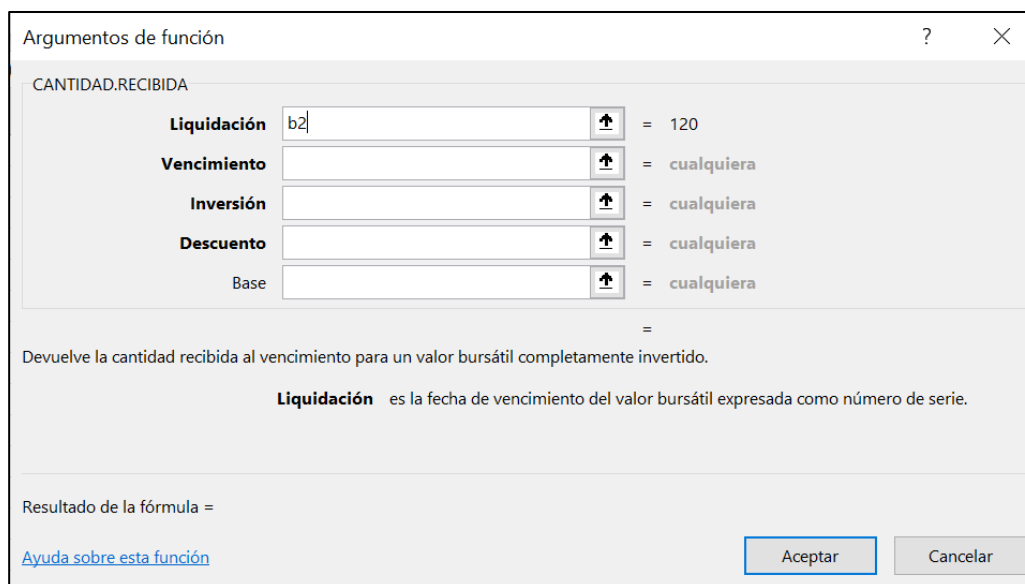 Argumentos de función ? ×
CANTIDAD.RECIBIDA
Liquidación b2 = 120
Vencimiento = cualquiera
Inversión = cualquiera
Descuento = cualquiera
Base = cualquiera
=
Devuelve la cantidad recibida al vencimiento para un valor bursátil completamente invertido.
Liquidación es la fecha de vencimiento del valor bursátil expresada como número de serie.
Resultado de la fórmula =
Ayuda sobre esta función Aceptar Cancelar